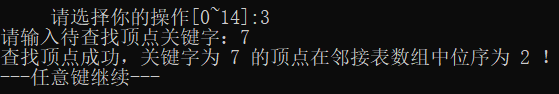 请选择你的操作[0~14]:3
请输入待查找顶点关键字：7
查找顶点成功，关键字为 7 的顶点在邻接表数组中位序为 2 ！
---任意键继续---